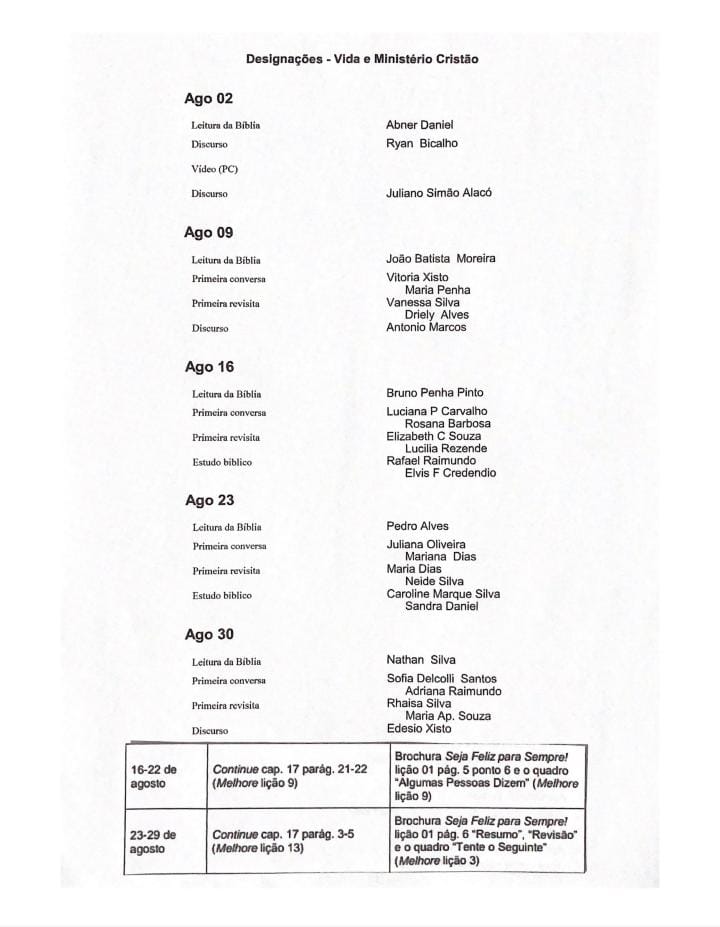 Designações - Vida e Ministério Cristão
Ago 02
Leitura da Bíblia Abner Daniel
Discurso Ryan Bicalho
Vídeo (PC)
Discurso Juliano Simão Alacó
Ago 09
Leitura da Bíblia João Batista Moreira
Primeira conversa Vitoria Xisto
Maria Penha
Primeira revisita Vanessa Silva
Driely Alves
Discurso Antonio Marcos
Ago 16
Leitura da Bíblia Bruno Penha Pinto
Primeira conversa Luciana P Carvalho
Rosana Barbosa
Primeira revisita Elizabeth C Souza
Lucilia Rezende
Estudo bíblico Rafael Raimundo
Elvis F Credendio
Ago 23
Leitura da Bíblia Pedro Alves
Primeira conversa Juliana Oliveira
Mariana Dias
Primeira revisita Maria Dias
Neide Silva
Estudo bíblico Caroline Marque Silva
Sandra Daniel
Ago 30
Leitura da Bíblia Nathan Silva
Primeira conversa Sofia Delcolli Santos
Adriana Raimundo
Primeira revisita Rhaisa Silva
Maria Ap. Souza
Discurso Edesio Xisto
16-22 de
agosto
Continue cap. 17 parág. 21-22
(Melhore lição 9)
Brochura Seja Feliz para Sempre!
lição 01 pág. 5 ponto 6 e o quadro
"Algumas Pessoas Dizem" (Melhore
lição 9)
23-29 de
agosto
Continue cap. 17 parág. 3-5
(Melhore lição 13)
Brochura Seja Feliz para Sempre!
lição 01 pág. 6 "Resumo", "Revisão"
e o quadro "Tente o Seguinte"
(Melhore lição 3)